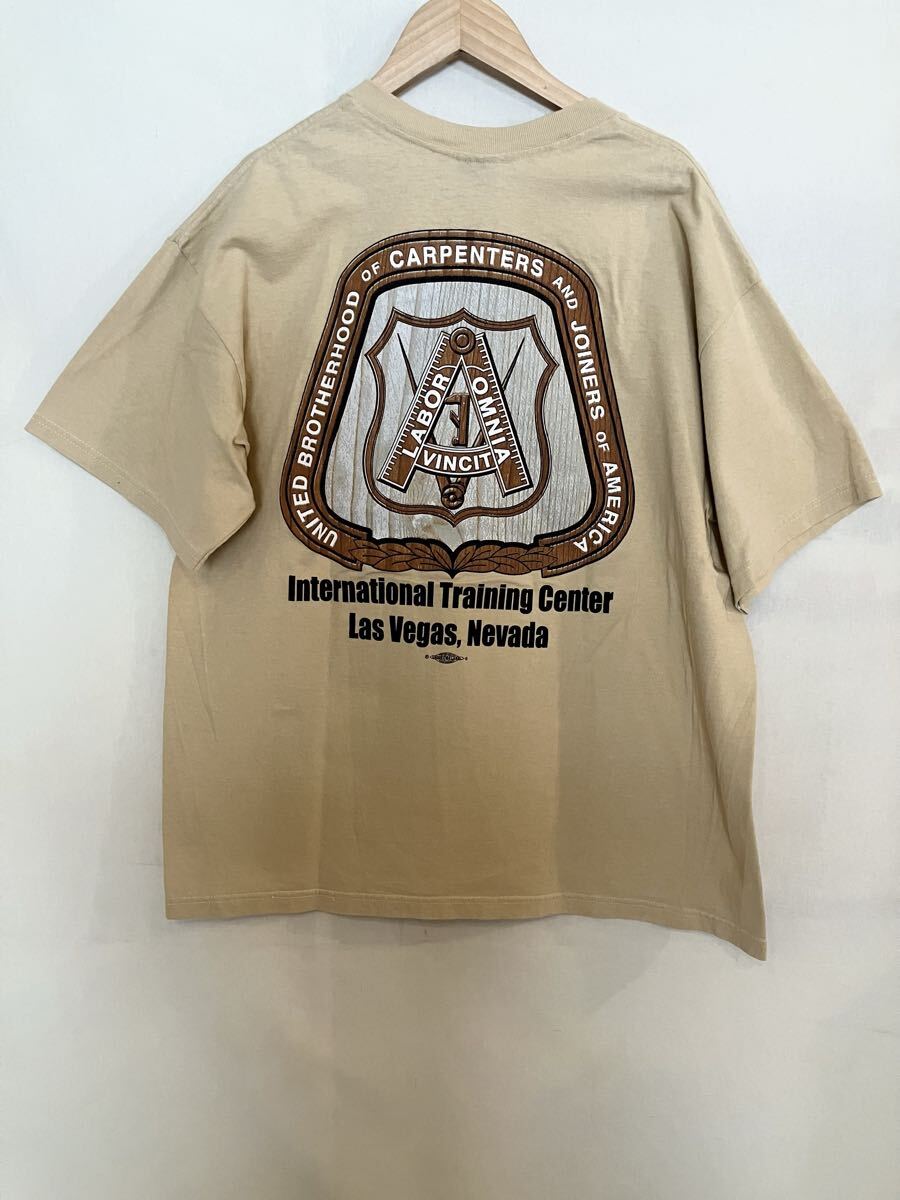 UNITED BROTHERHOOD OF CARPENTERS AND JOINERS OF AMERICA
LABOR OMNIA
VINCIT
International Training Center
Las Vegas, Nevada